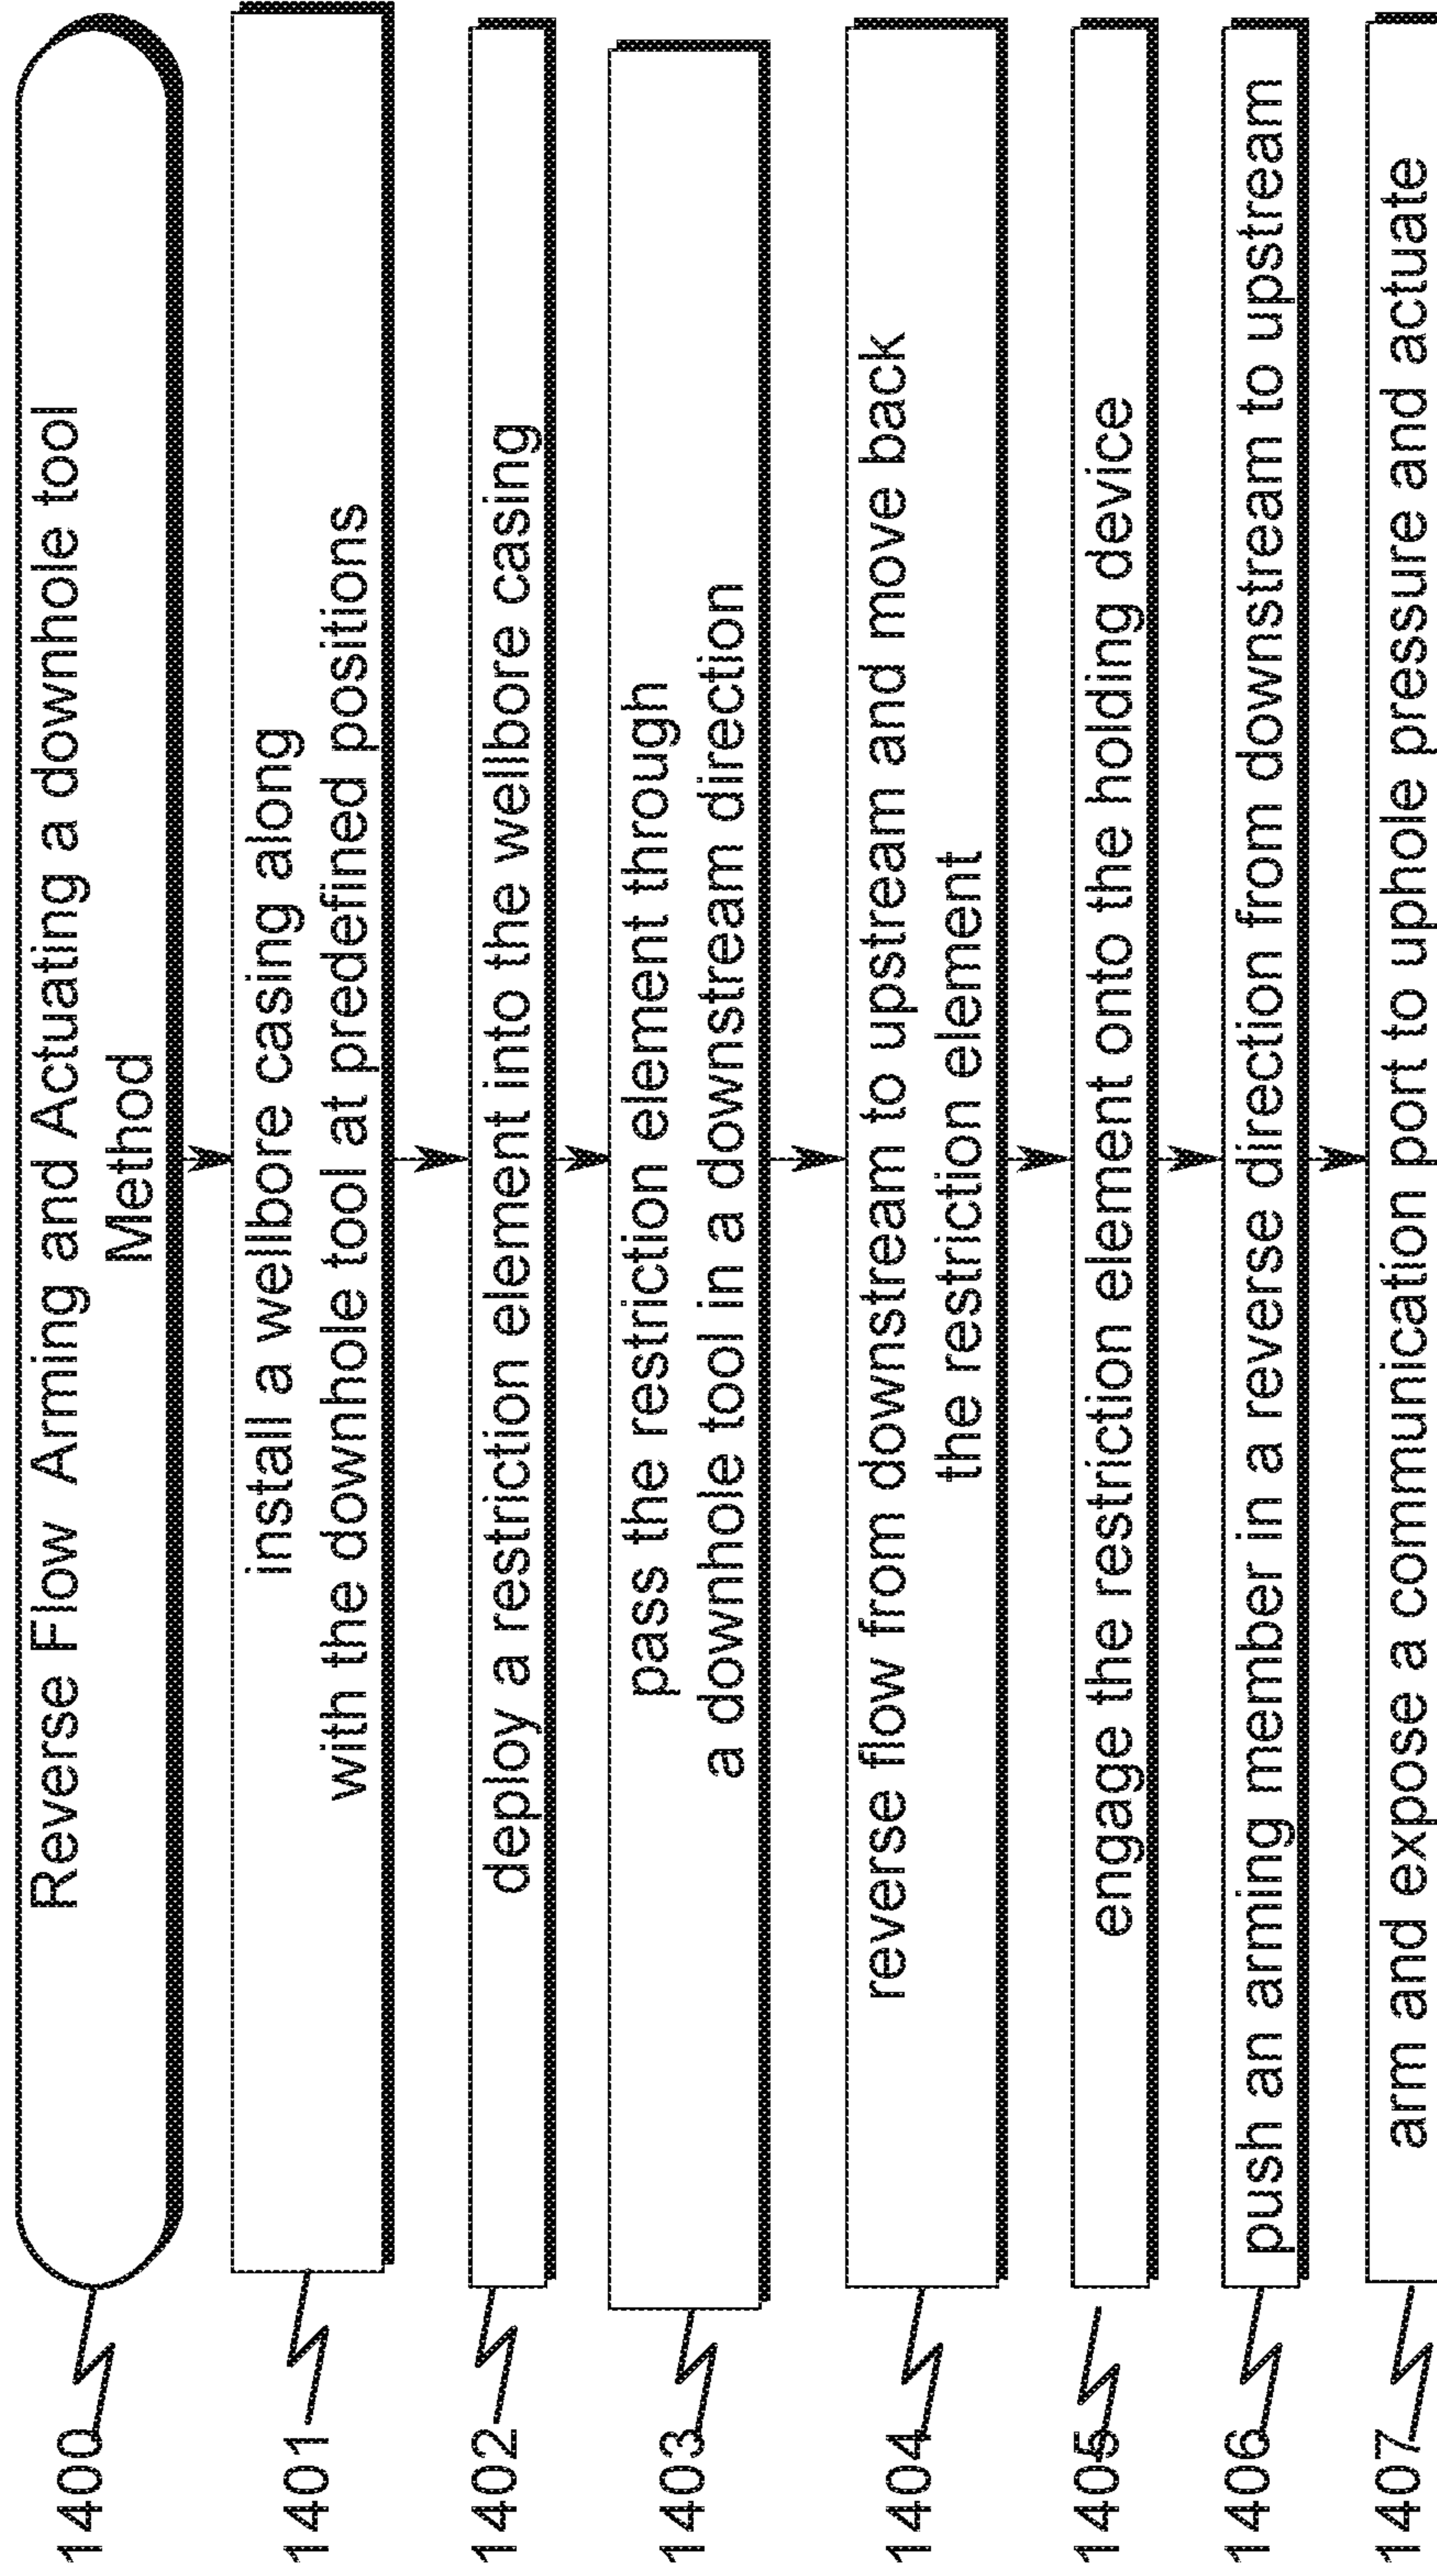 1400
Reverse Flow Arming and Actuating a downhole tool
Method
1401
install a wellbore casing along
with the downhole tool at predefined positions
1402
deploy a restriction element into the wellbore casing
1403
pass the restriction element through
a downhole tool in a downstream direction
1404
reverse flow from downstream to upstream and move back
the restriction element
1405
engage the restriction element onto the holding device
1406
push an arming member in a reverse direction from downstream to upstream
1407
arm and expose a communication port to uphole pressure and actuate